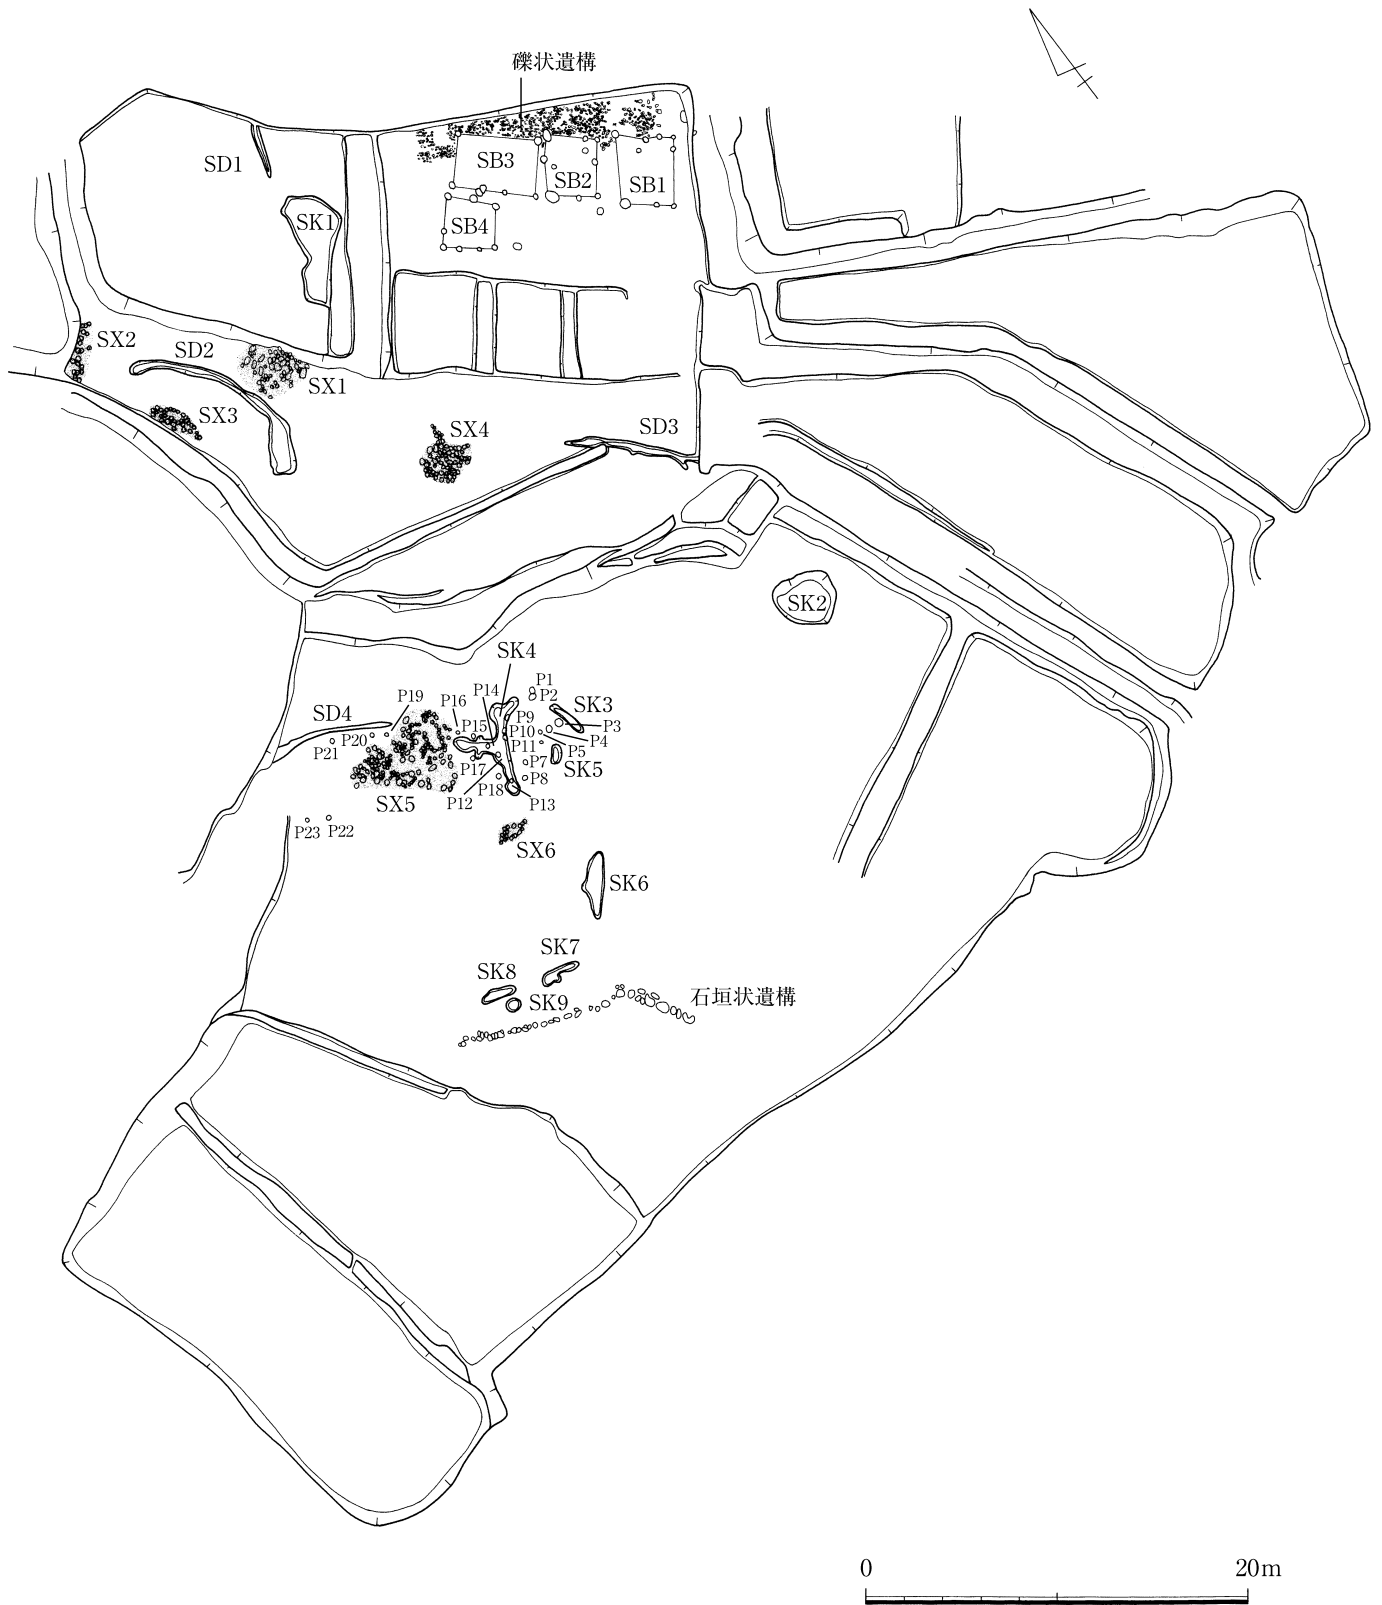 礫状遺構
SD1
SB3
SB2
SB1
SK1
SB4
SX2
SD2
SX1
SX3
SX4
SD3
SK2
SK4
P1
P14
P2
P19
P16
SK3
SD4
P9
P15
P10
P3
P21
P20
P11
P4
P5
P17
P7
SK5
P8
P18
SX5
P12
P13
P23
P22
SX6
SK6
SK7
SK8
SK9
石垣状遺構
0
20m